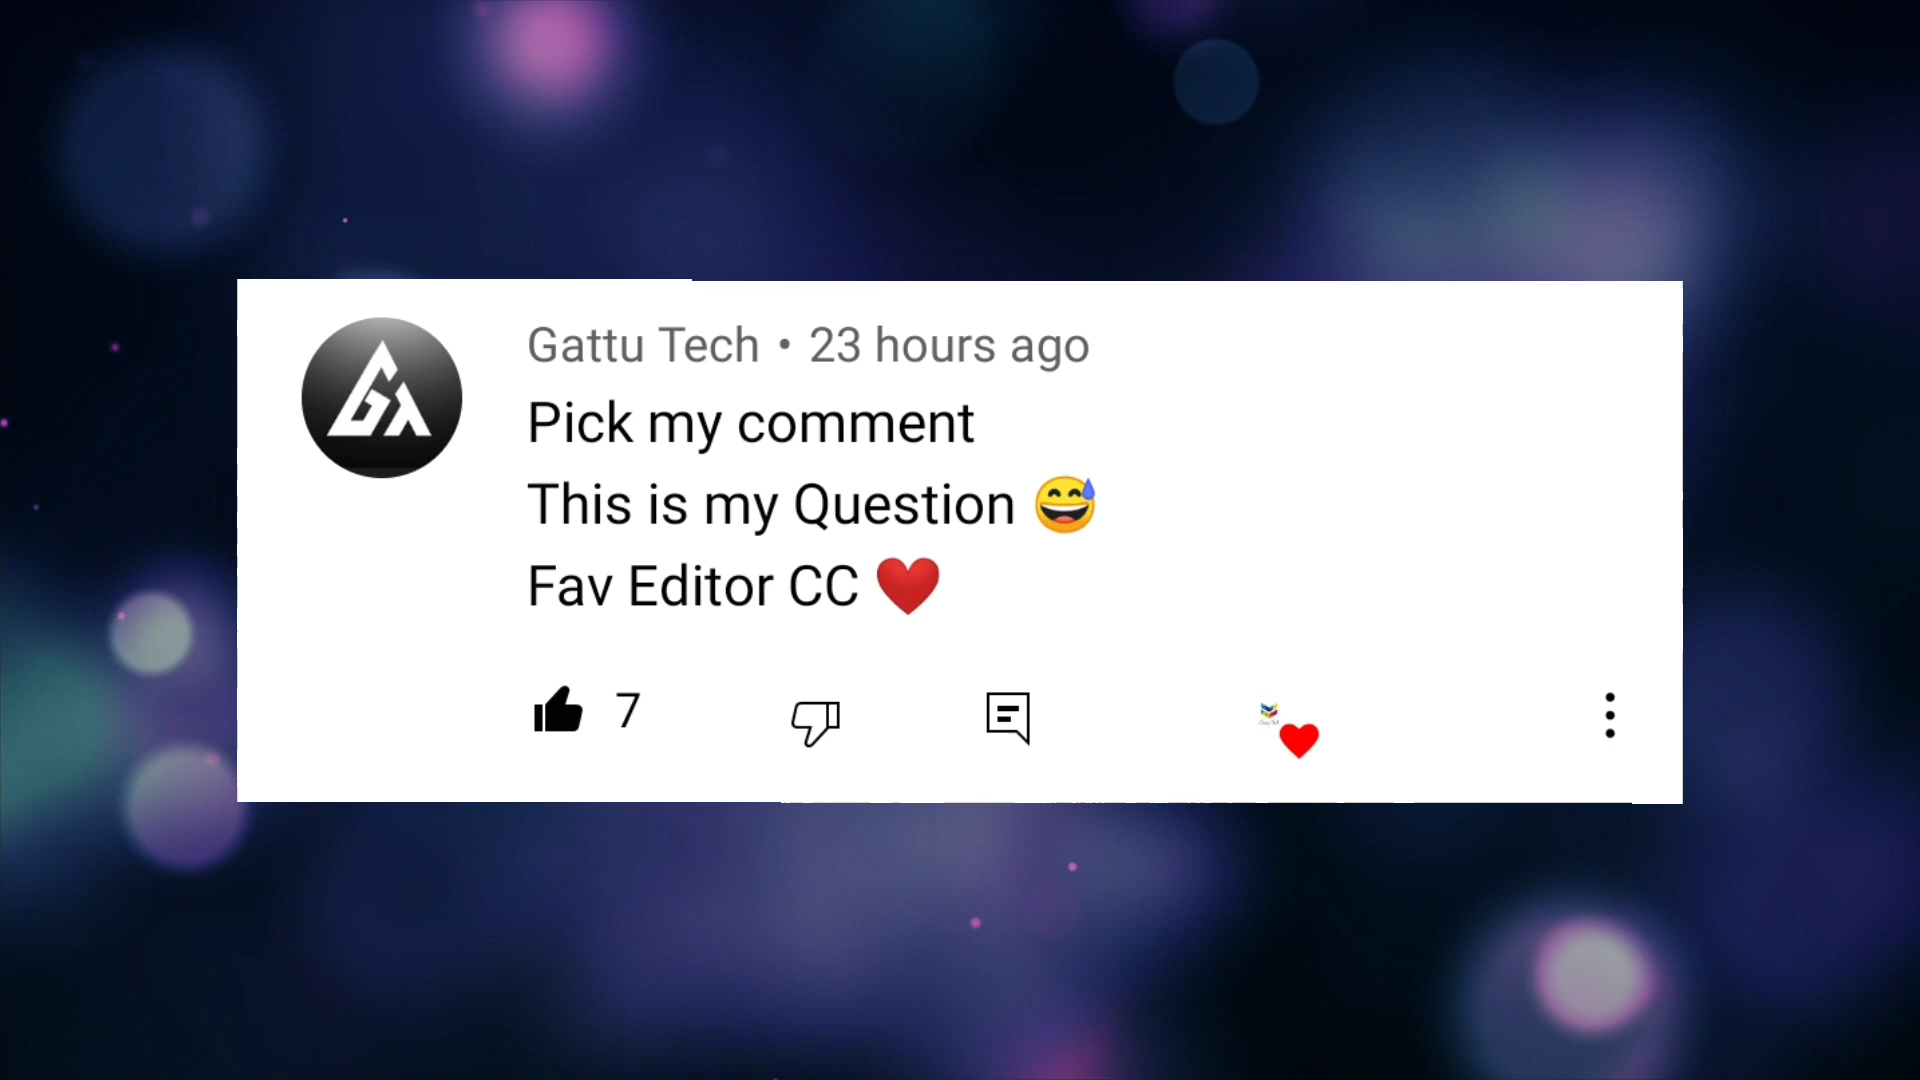 Gattu Tech • 23 hours ago
Pick my comment
This is my Question 😅
Fav Editor CC ❤️
7